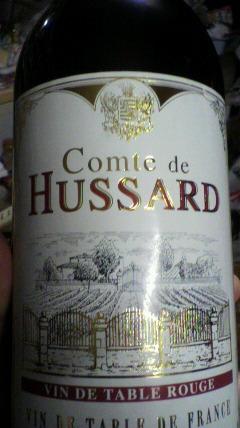 Comte de
HUSSARD
VIN DE TABLE ROUGE
VIN DE TABLE DE FRANCE